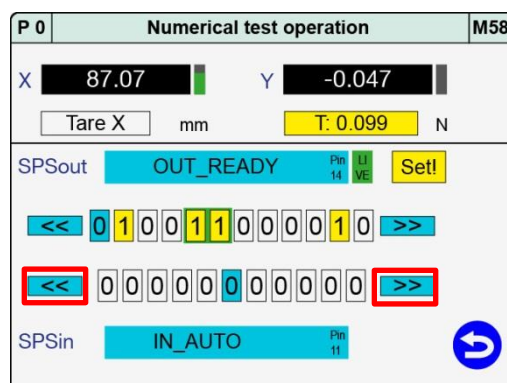 P 0 Numerical test operation M58
X 87.07 Y -0.047
Tare X mm T: 0.099 N
SPSout OUT_READY Pin 14 LI VE Set!
<< 0 1 0 0 1 1 0 0 0 0 1 0 >>
<< 0 0 0 0 0 0 0 0 0 0 0 >>
SPSin IN_AUTO Pin 11